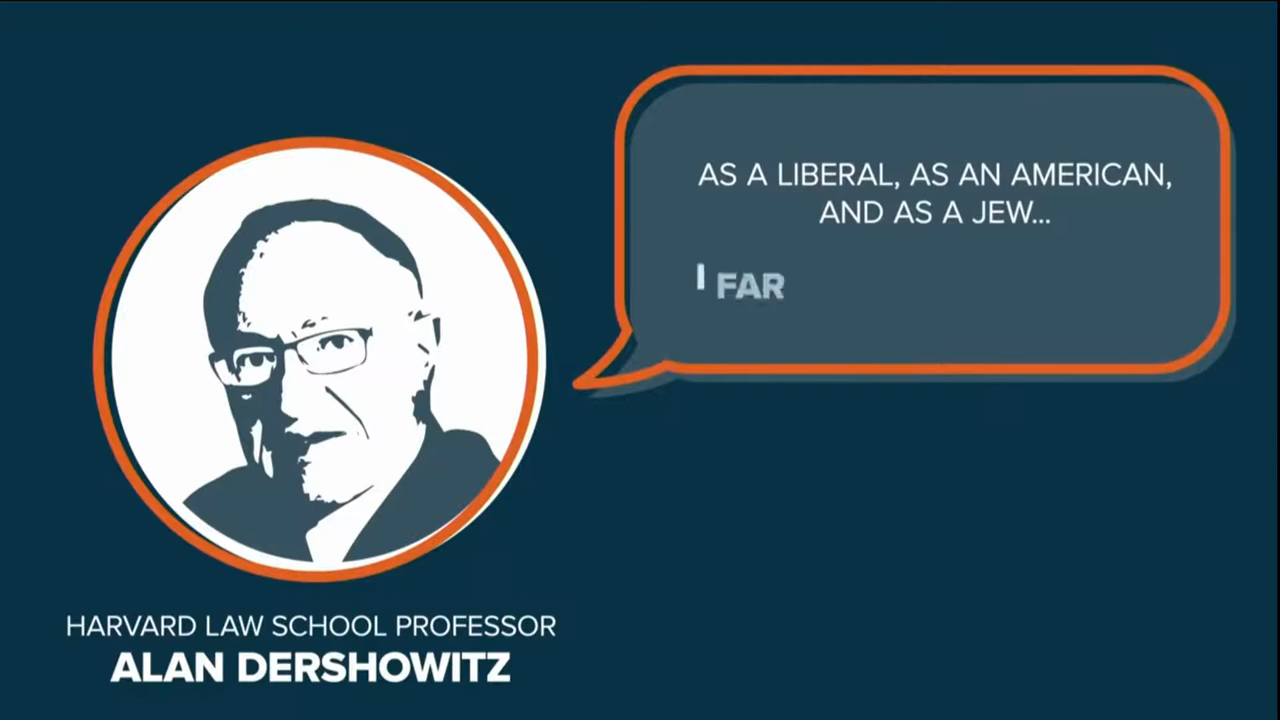 AS A LIBERAL, AS AN AMERICAN,
AND AS A JEW...
I FAR
HARVARD LAW SCHOOL PROFESSOR
ALAN DERSHOWITZ